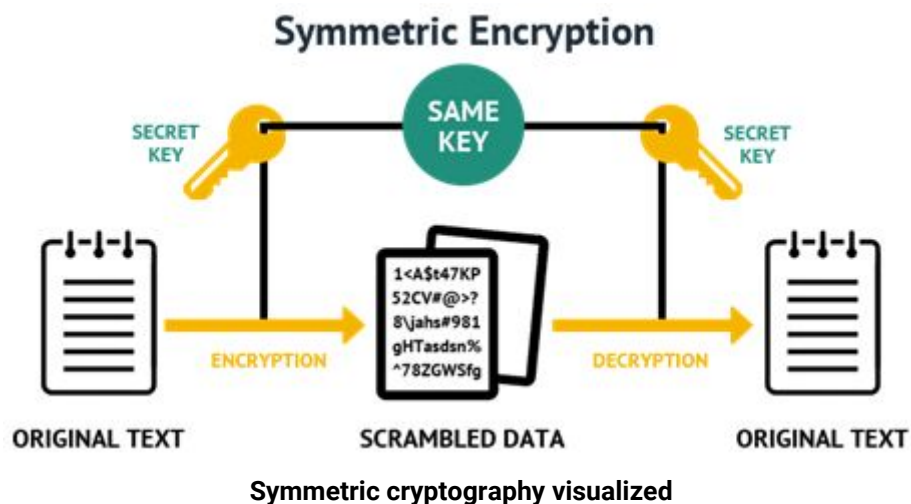 Symmetric Encryption
SECRET
KEY
SAME
KEY
SECRET
KEY
1<A$t47KP
52CV#@>?
8\jahs#981
gHTasdsn%
^78ZGWSfg
ENCRYPTION
DECRYPTION
ORIGINAL TEXT
SCRAMBLED DATA
ORIGINAL TEXT
Symmetric cryptography visualized